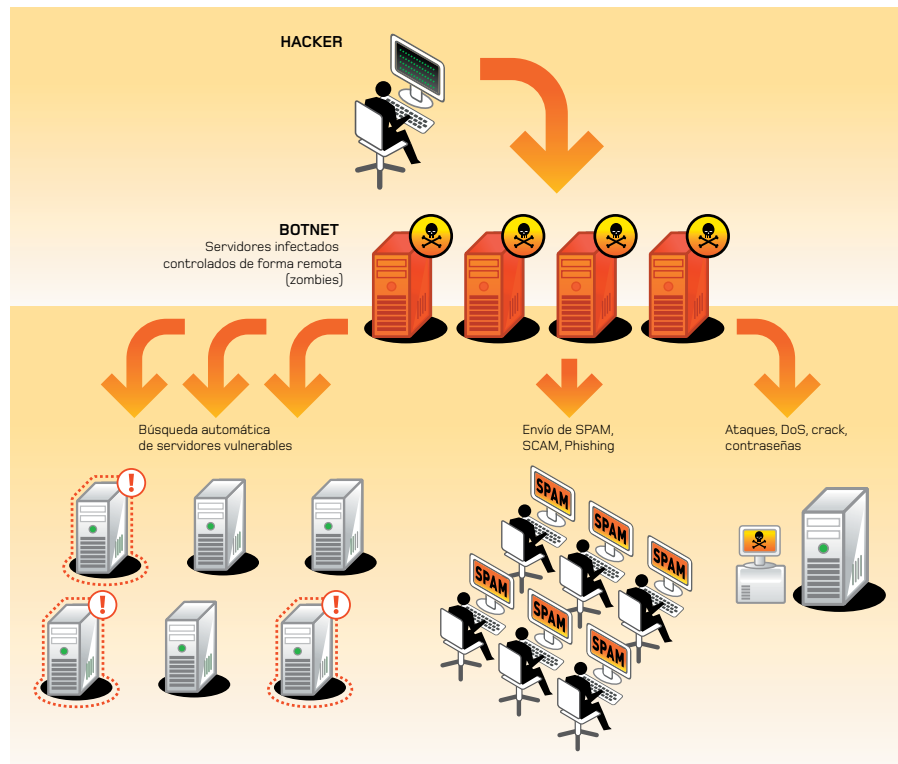 HACKER
BOTNET
Servidores infectados
controlados de forma remota
(zombies)
Búsqueda automática
de servidores vulnerables
Envío de SPAM,
SCAM, Phishing
Ataques, DoS, crack,
contraseñas
!
!
!
SPAM
SPAM
SPAM
SPAM
SPAM
SPAM